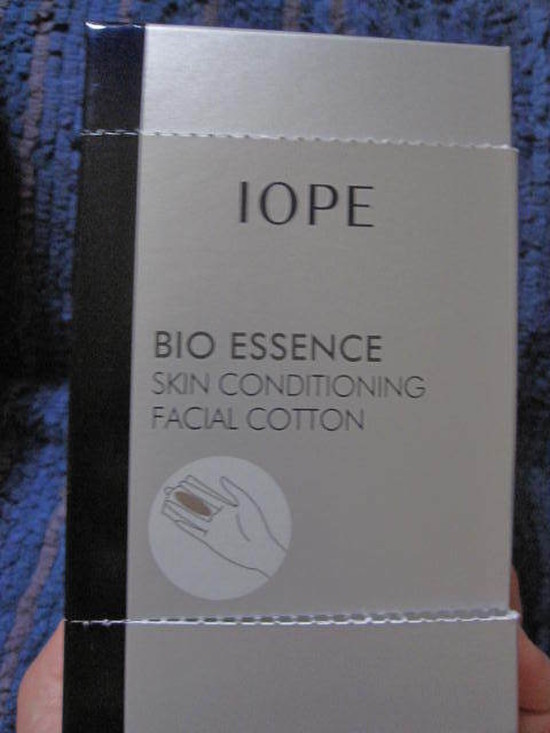 IOPE
BIO ESSENCE
SKIN CONDITIONING
FACIAL COTTON